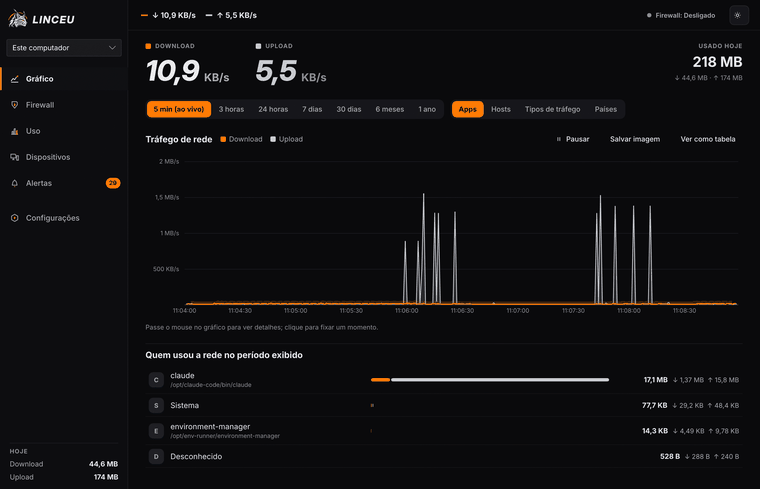 LINCEU
↓ 10,9 KB/s ↑ 5,5 KB/s
Firewall: Desligado
Este computador
Gráfico
Firewall
Uso
Dispositivos
Alertas 29
Configurações
HOJE
Download 44,6 MB
Upload 174 MB
DOWNLOAD
10,9 KB/s
UPLOAD
5,5 KB/s
USADO HOJE
218 MB
↓ 44,6 MB · ↑ 174 MB
5 min (ao vivo) 3 horas 24 horas 7 dias 30 dias 6 meses 1 ano
Apps Hosts Tipos de tráfego Países
Tráfego de rede Download Upload
Pausar Salvar imagem Ver como tabela
2 MB/s
1,5 MB/s
1 MB/s
500 KB/s
11:04:00 11:04:30 11:05:00 11:05:30 11:06:00 11:06:30 11:07:00 11:07:30 11:08:00 11:08:30
Passe o mouse no gráfico para ver detalhes; clique para fixar um momento.
Quem usou a rede no período exibido
C claude 17,1 MB ↓ 1,37 MB ↑ 15,8 MB
/opt/claude-code/bin/claude
S Sistema 77,7 KB ↓ 29,2 KB ↑ 48,4 KB
E environment-manager 14,3 KB ↓ 4,49 KB ↑ 9,78 KB
/opt/env-runner/environment-manager
D Desconhecido 528 B ↓ 288 B ↑ 240 B